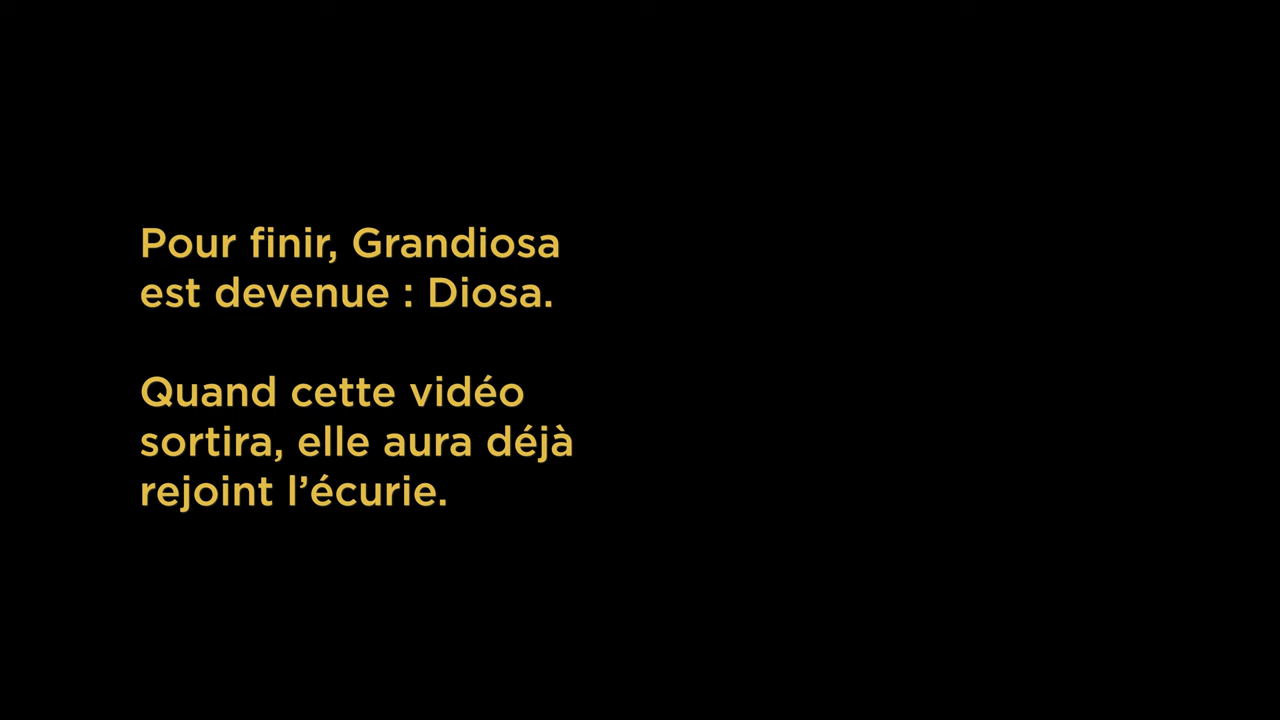 Pour finir, Grandiosa
est devenue : Diosa.
Quand cette vidéo
sortira, elle aura déjà
rejoint l’écurie.